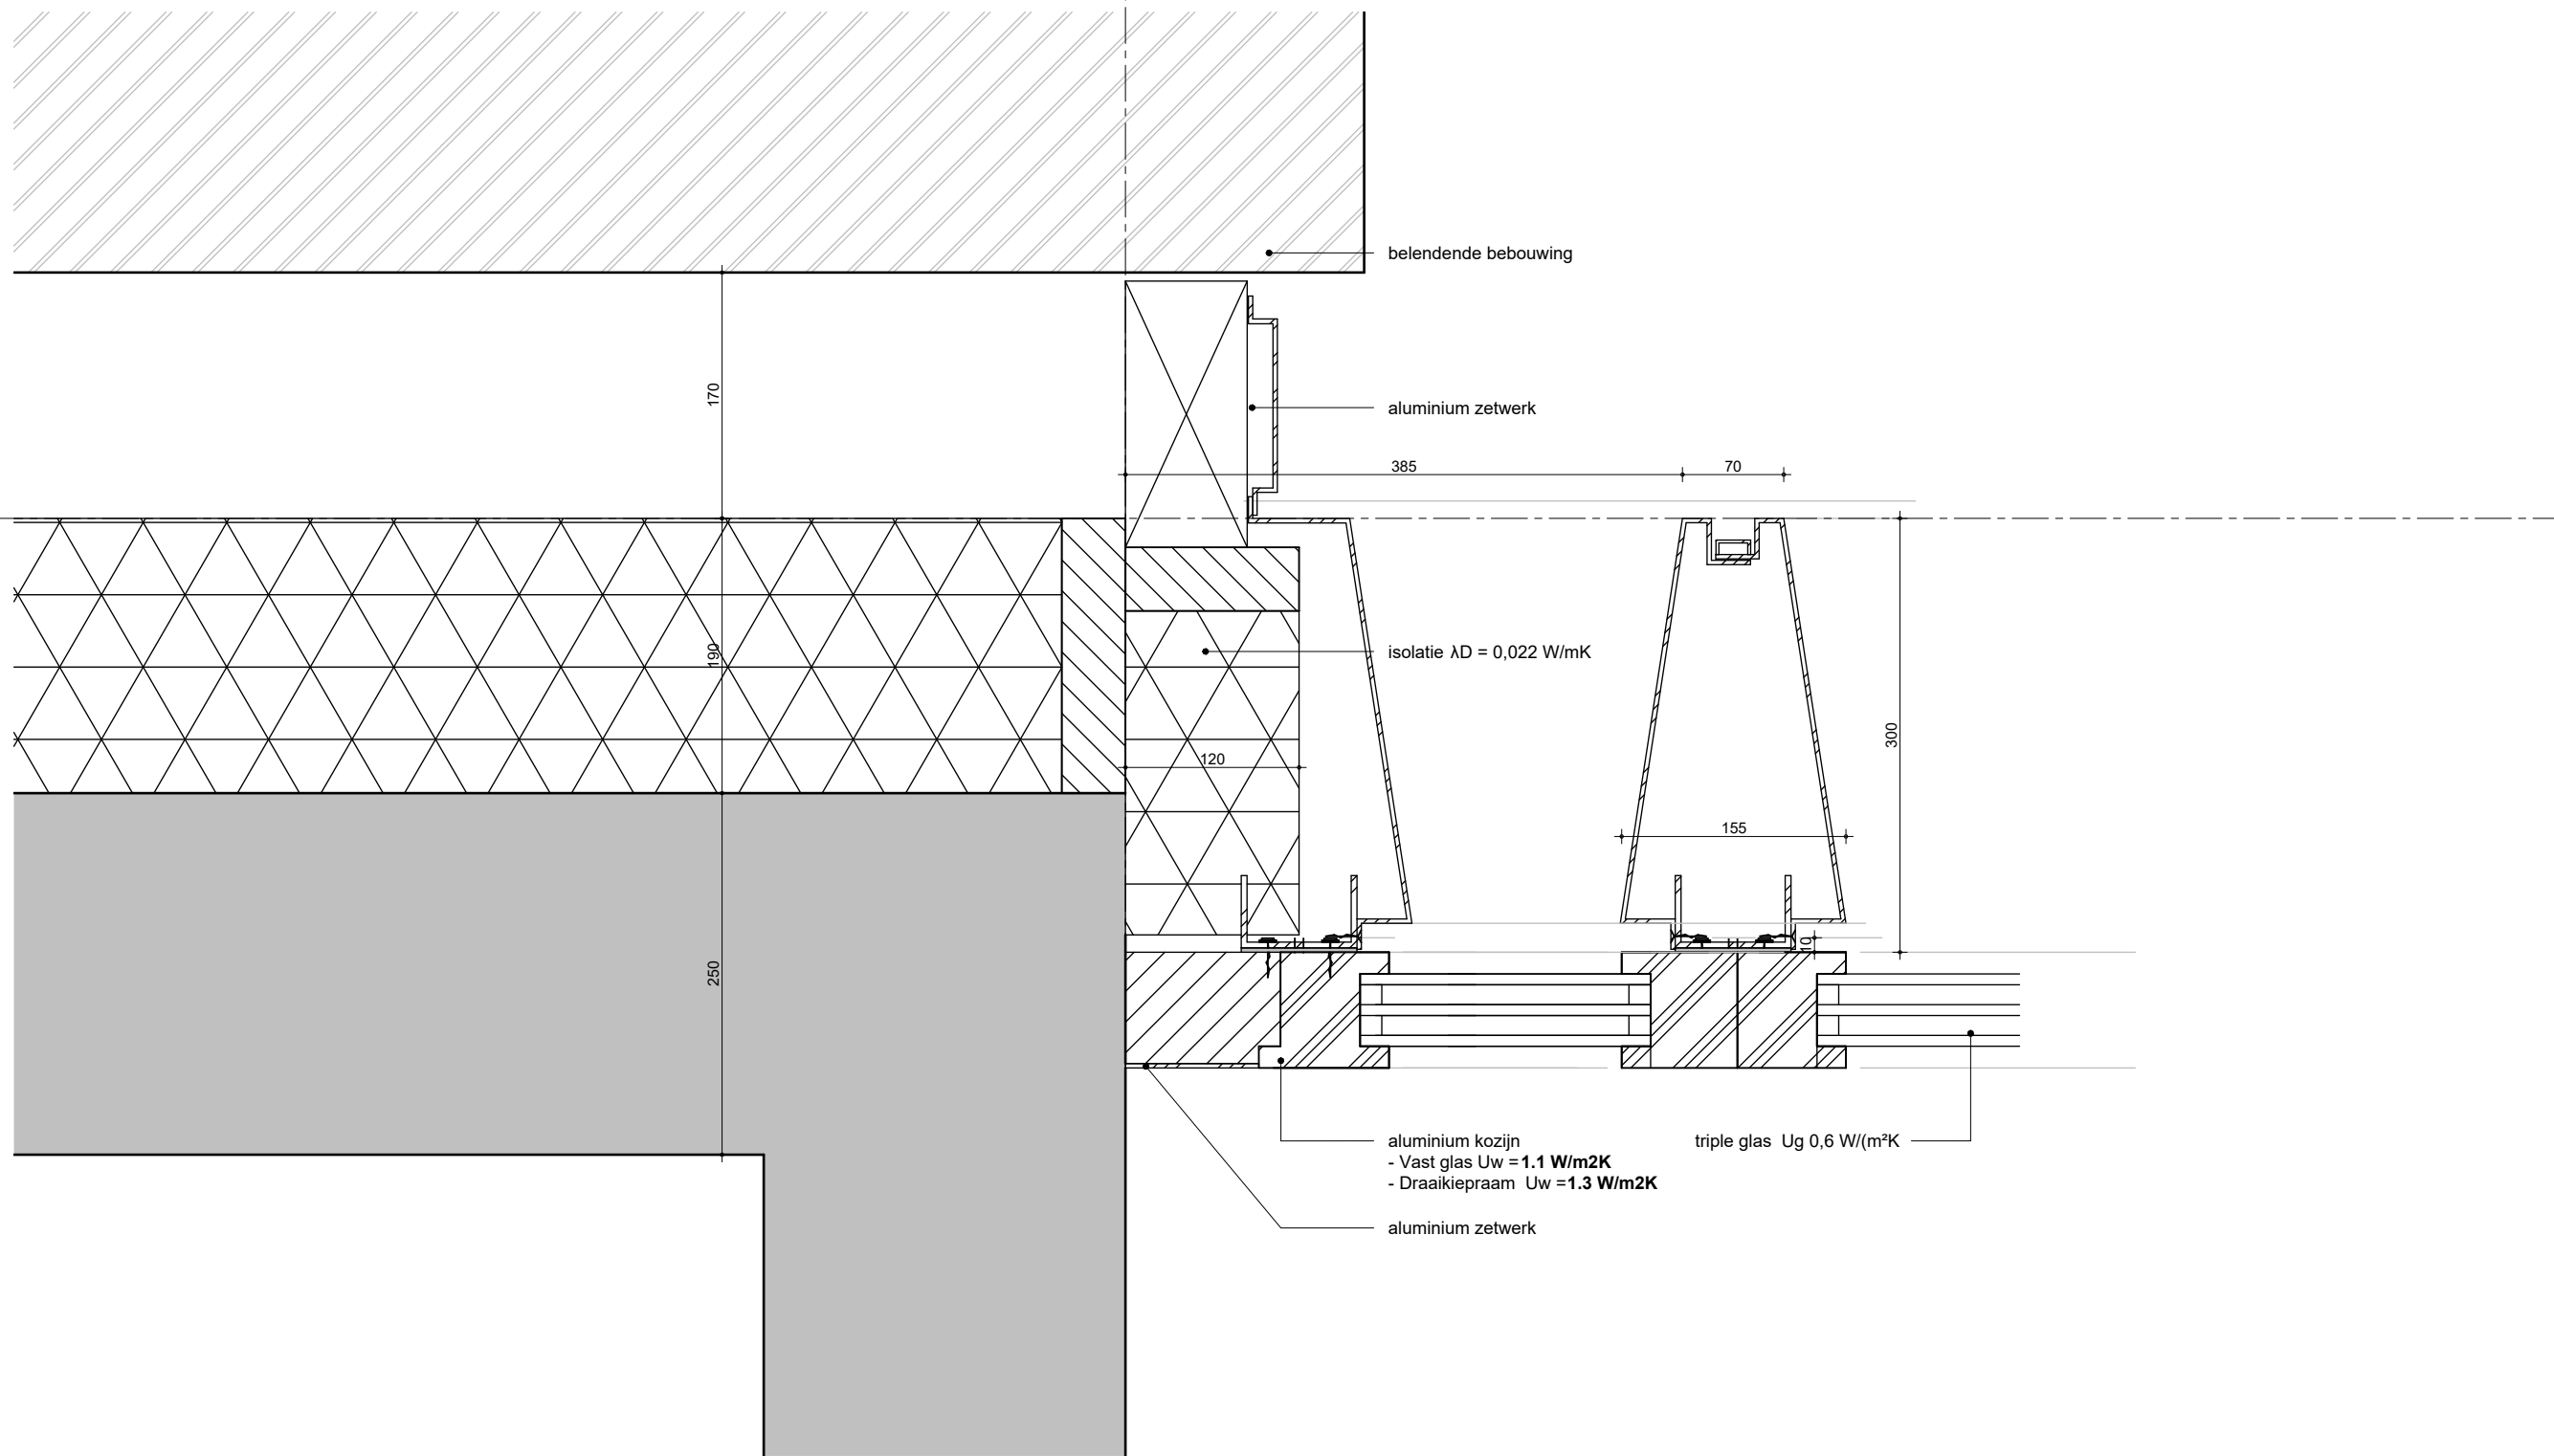 belendende bebouwing
170
aluminium zetwerk
385
70
190
isolatie λD = 0,022 W/mK
300
120
155
10
250
aluminium kozijn
- Vast glas Uw =1.1 W/m2K
- Draaikiepraam  Uw =1.3 W/m2K
triple glas  Ug 0,6 W/(m²K
aluminium zetwerk